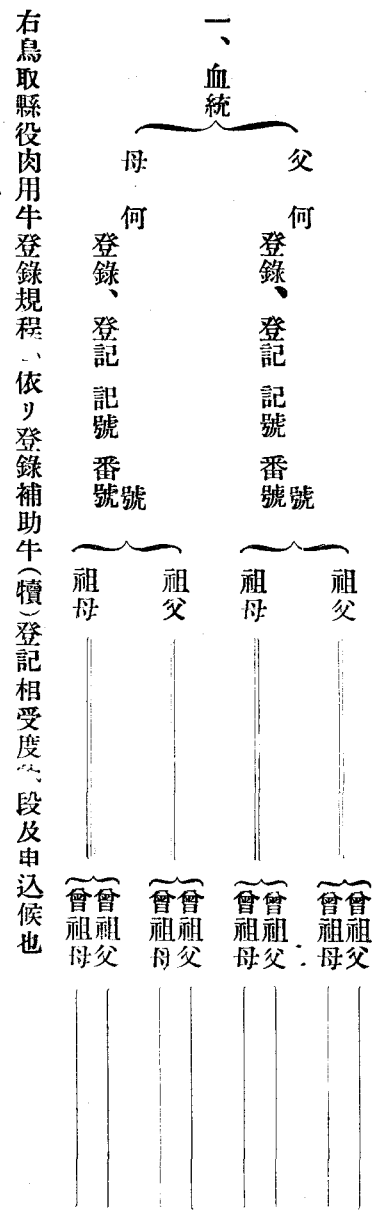 一、血統
父 何 號
登錄、登記 記號 番號
祖父
曾祖父
曾祖母
祖母
曾祖父
曾祖母
母 何 號
登錄、登記 記號 番號
祖父
曾祖父
曾祖母
祖母
曾祖父
曾祖母
右鳥取縣役肉用牛登錄規程 依リ登錄補助牛(犢)登記相受度 段及申込候也